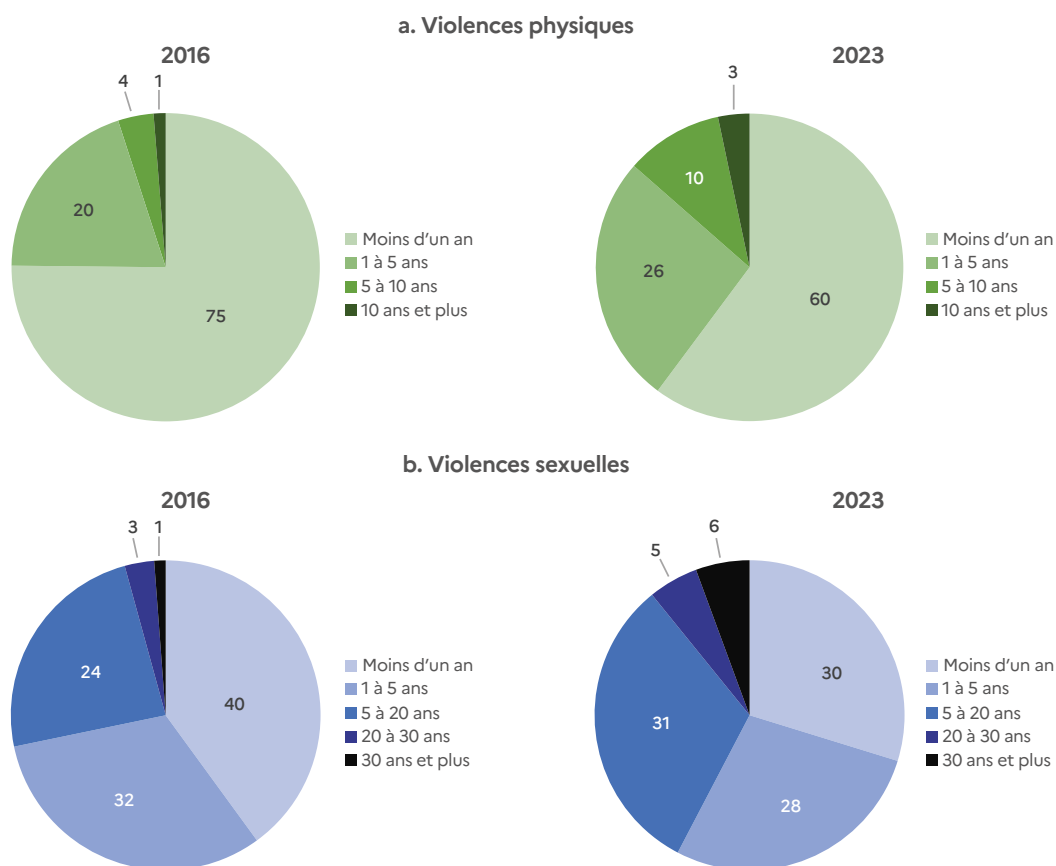 a. Violences physiques
2016
4
1
20
75
Moins d'un an
1 à 5 ans
5 à 10 ans
10 ans et plus
2023
3
10
26
60
Moins d'un an
1 à 5 ans
5 à 10 ans
10 ans et plus
b. Violences sexuelles
2016
3
1
24
40
32
Moins d'un an
1 à 5 ans
5 à 20 ans
20 à 30 ans
30 ans et plus
2023
5
6
30
31
28
Moins d'un an
1 à 5 ans
5 à 20 ans
20 à 30 ans
30 ans et plus